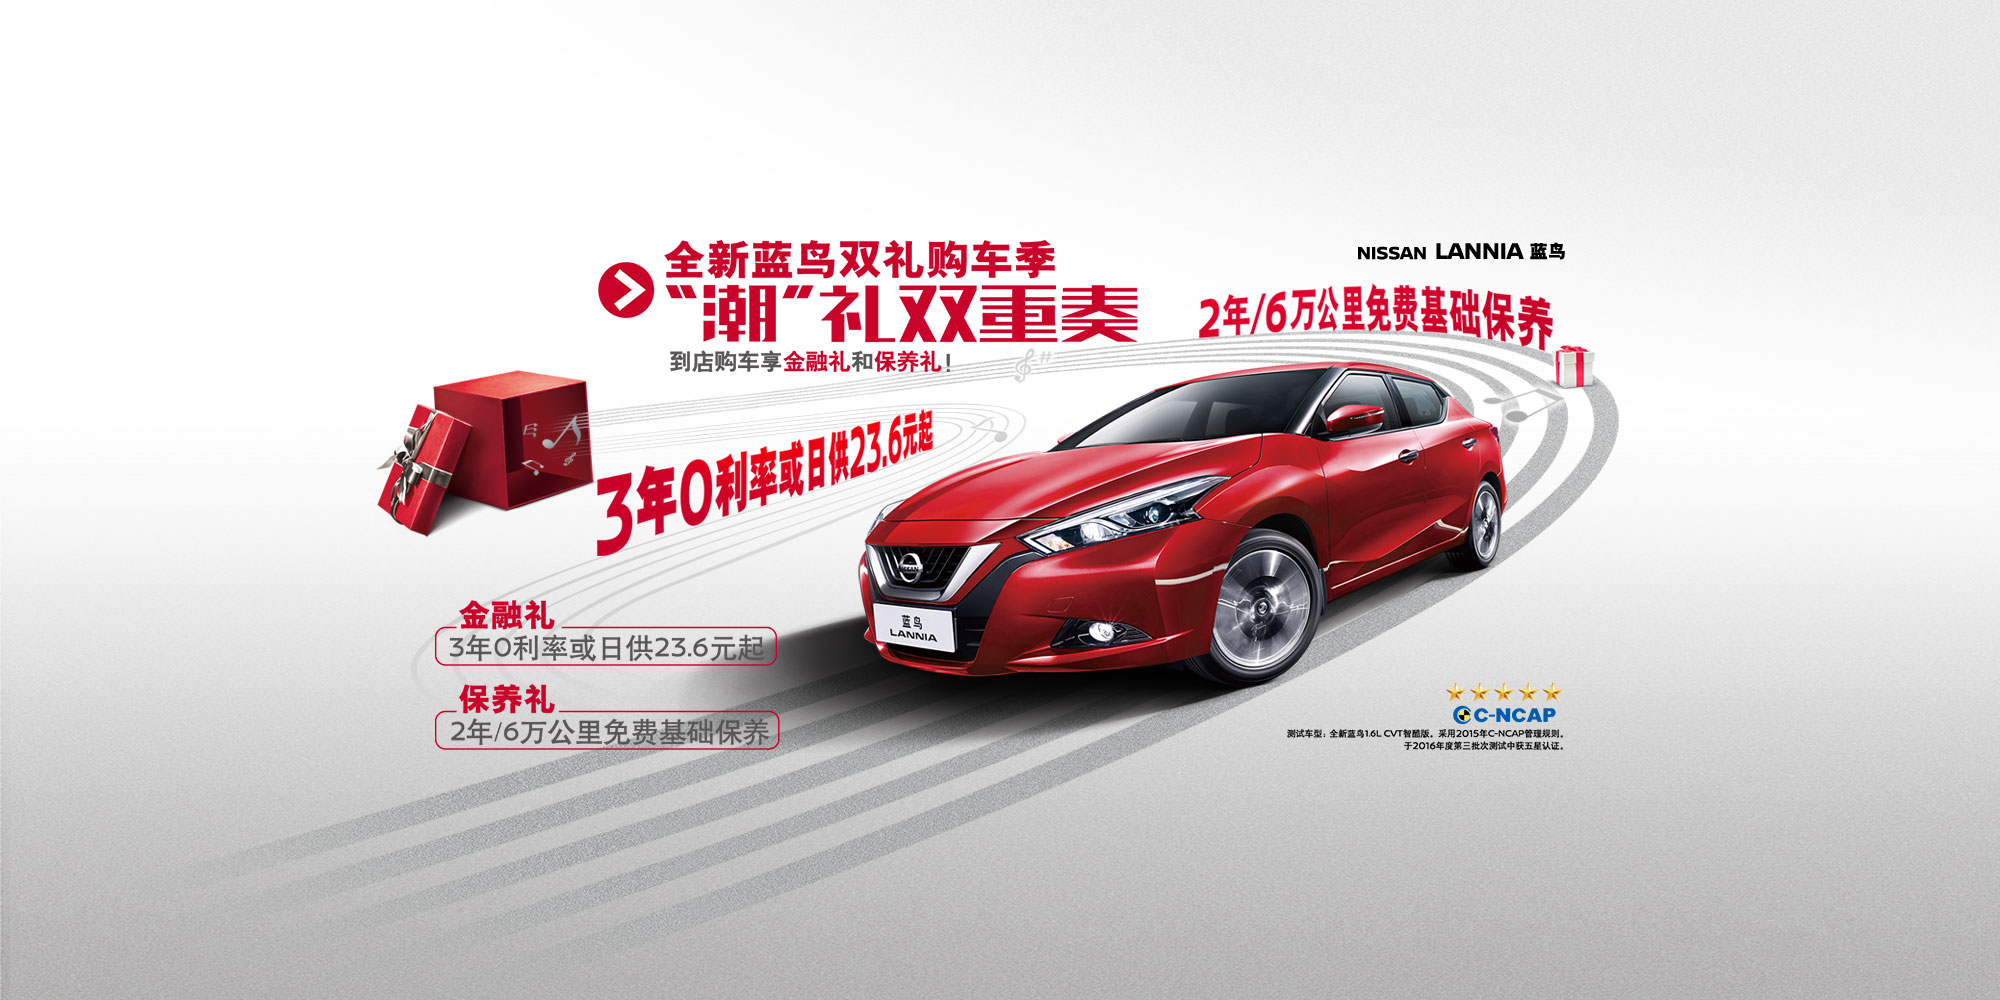 全新蓝鸟双礼购车季
“潮”礼双重奏
到店购车享金融礼和保养礼！
NISSAN LANNIA 蓝鸟
2年/6万公里免费基础保养
3年0利率或日供23.6元起
蓝鸟
LANNIA
金融礼
3年0利率或日供23.6元起
保养礼
2年/6万公里免费基础保养
C-NCAP
测试车型：全新蓝鸟1.6L CVT智酷版。采用2015年C-NCAP管理规则。
于2016年度第三批次测试中获五星认证。